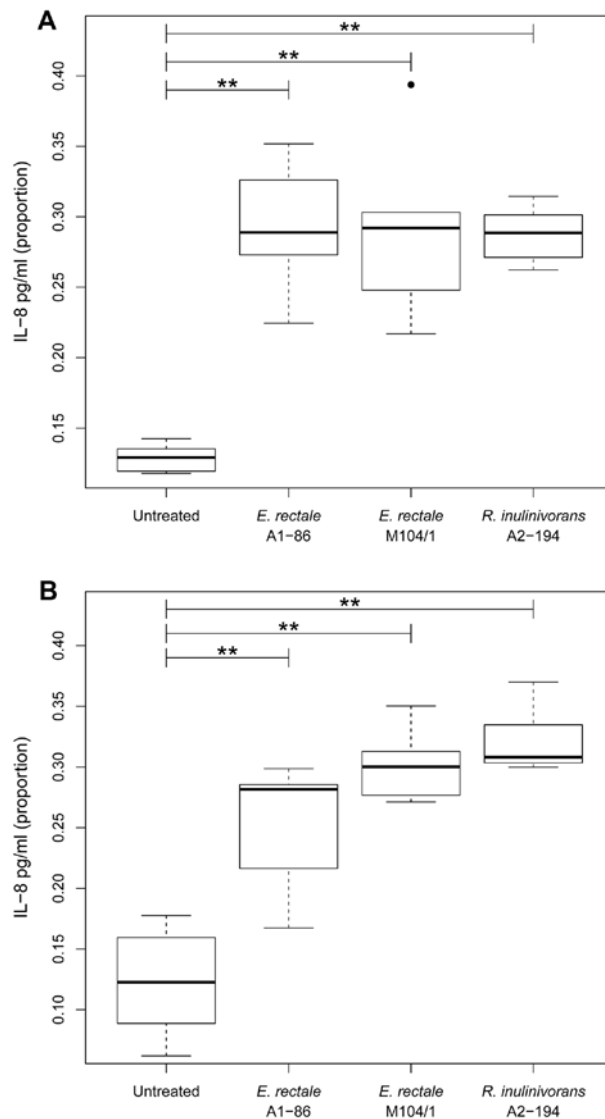 A
**
**
**
0.40
0.35
0.30
0.25
0.20
0.15
IL−8 pg/ml (proportion)
Untreated
E. rectale
A1−86
E. rectale
M104/1
R. inulinivorans
A2−194
B
**
**
**
0.40
0.35
0.30
0.25
0.20
0.15
0.10
IL−8 pg/ml (proportion)
Untreated
E. rectale
A1−86
E. rectale
M104/1
R. inulinivorans
A2−194